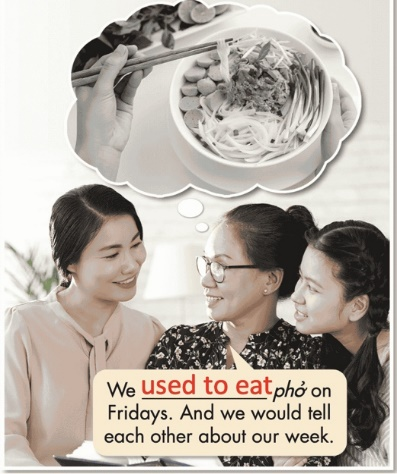 We used to eat phở on
Fridays. And we would tell
each other about our week.